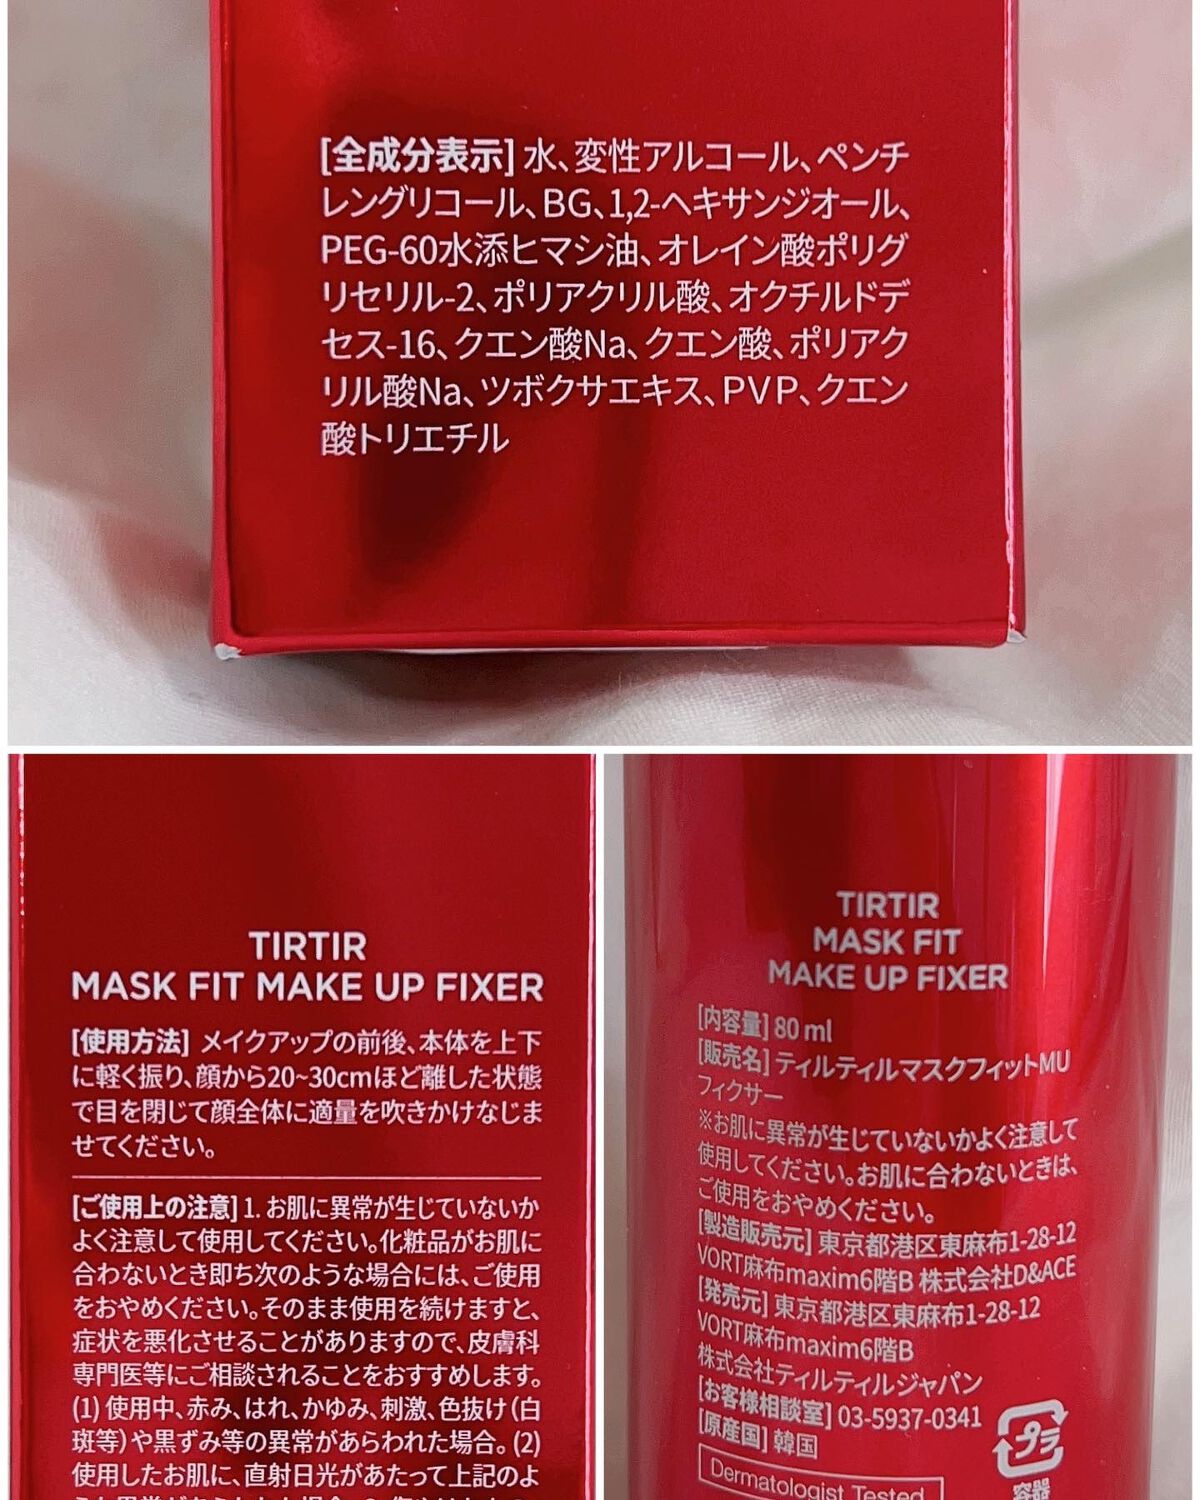 [全成分表示] 水、変性アルコール、ペンチ
レングリコール、BG、1,2-ヘキサンジオール、
PEG-60水添ヒマシ油、オレイン酸ポリグ
リセリル-2、ポリアクリル酸、オクチルドデ
セス-16、クエン酸Na、クエン酸、ポリアク
リル酸Na、ツボクサエキス、PVP、クエン
酸トリエチル
TIRTIR
MASK FIT MAKE UP FIXER
[使用方法] メイクアップの前後、本体を上下
に軽く振り、顔から20~30cmほど離した状態
で目を閉じて顔全体に適量を吹きかけなじま
せてください。
[ご使用上の注意] 1. お肌に異常が生じていないか
よく注意して使用してください。化粧品がお肌に
合わないとき即ち次のような場合には、ご使用
をおやめください。そのまま使用を続けますと、
症状を悪化させることがありますので、皮膚科
専門医等にご相談されることをおすすめします。
(1) 使用中、赤み、はれ、かゆみ、刺激、色抜け(白
斑等)や黒ずみ等の異常があらわれた場合。(2)
使用したお肌に、直射日光があたって上記のよ
TIRTIR
MASK FIT
MAKE UP FIXER
[内容量] 80 ml
[販売名] ティルティルマスクフィットMU
フィクサー
※お肌に異常が生じていないかよく注意して
使用してください。お肌に合わないときは、
ご使用をおやめください。
[製造販売元] 東京都港区東麻布1-28-12
VORT麻布maxim6階B 株式会社D&ACE
[発売元] 東京都港区東麻布1-28-12
VORT麻布maxim6階B
株式会社ティルティルジャパン
[お客様相談室] 03-5937-0341
[原産国] 韓国
プラ
容器
Dermatologist Tested